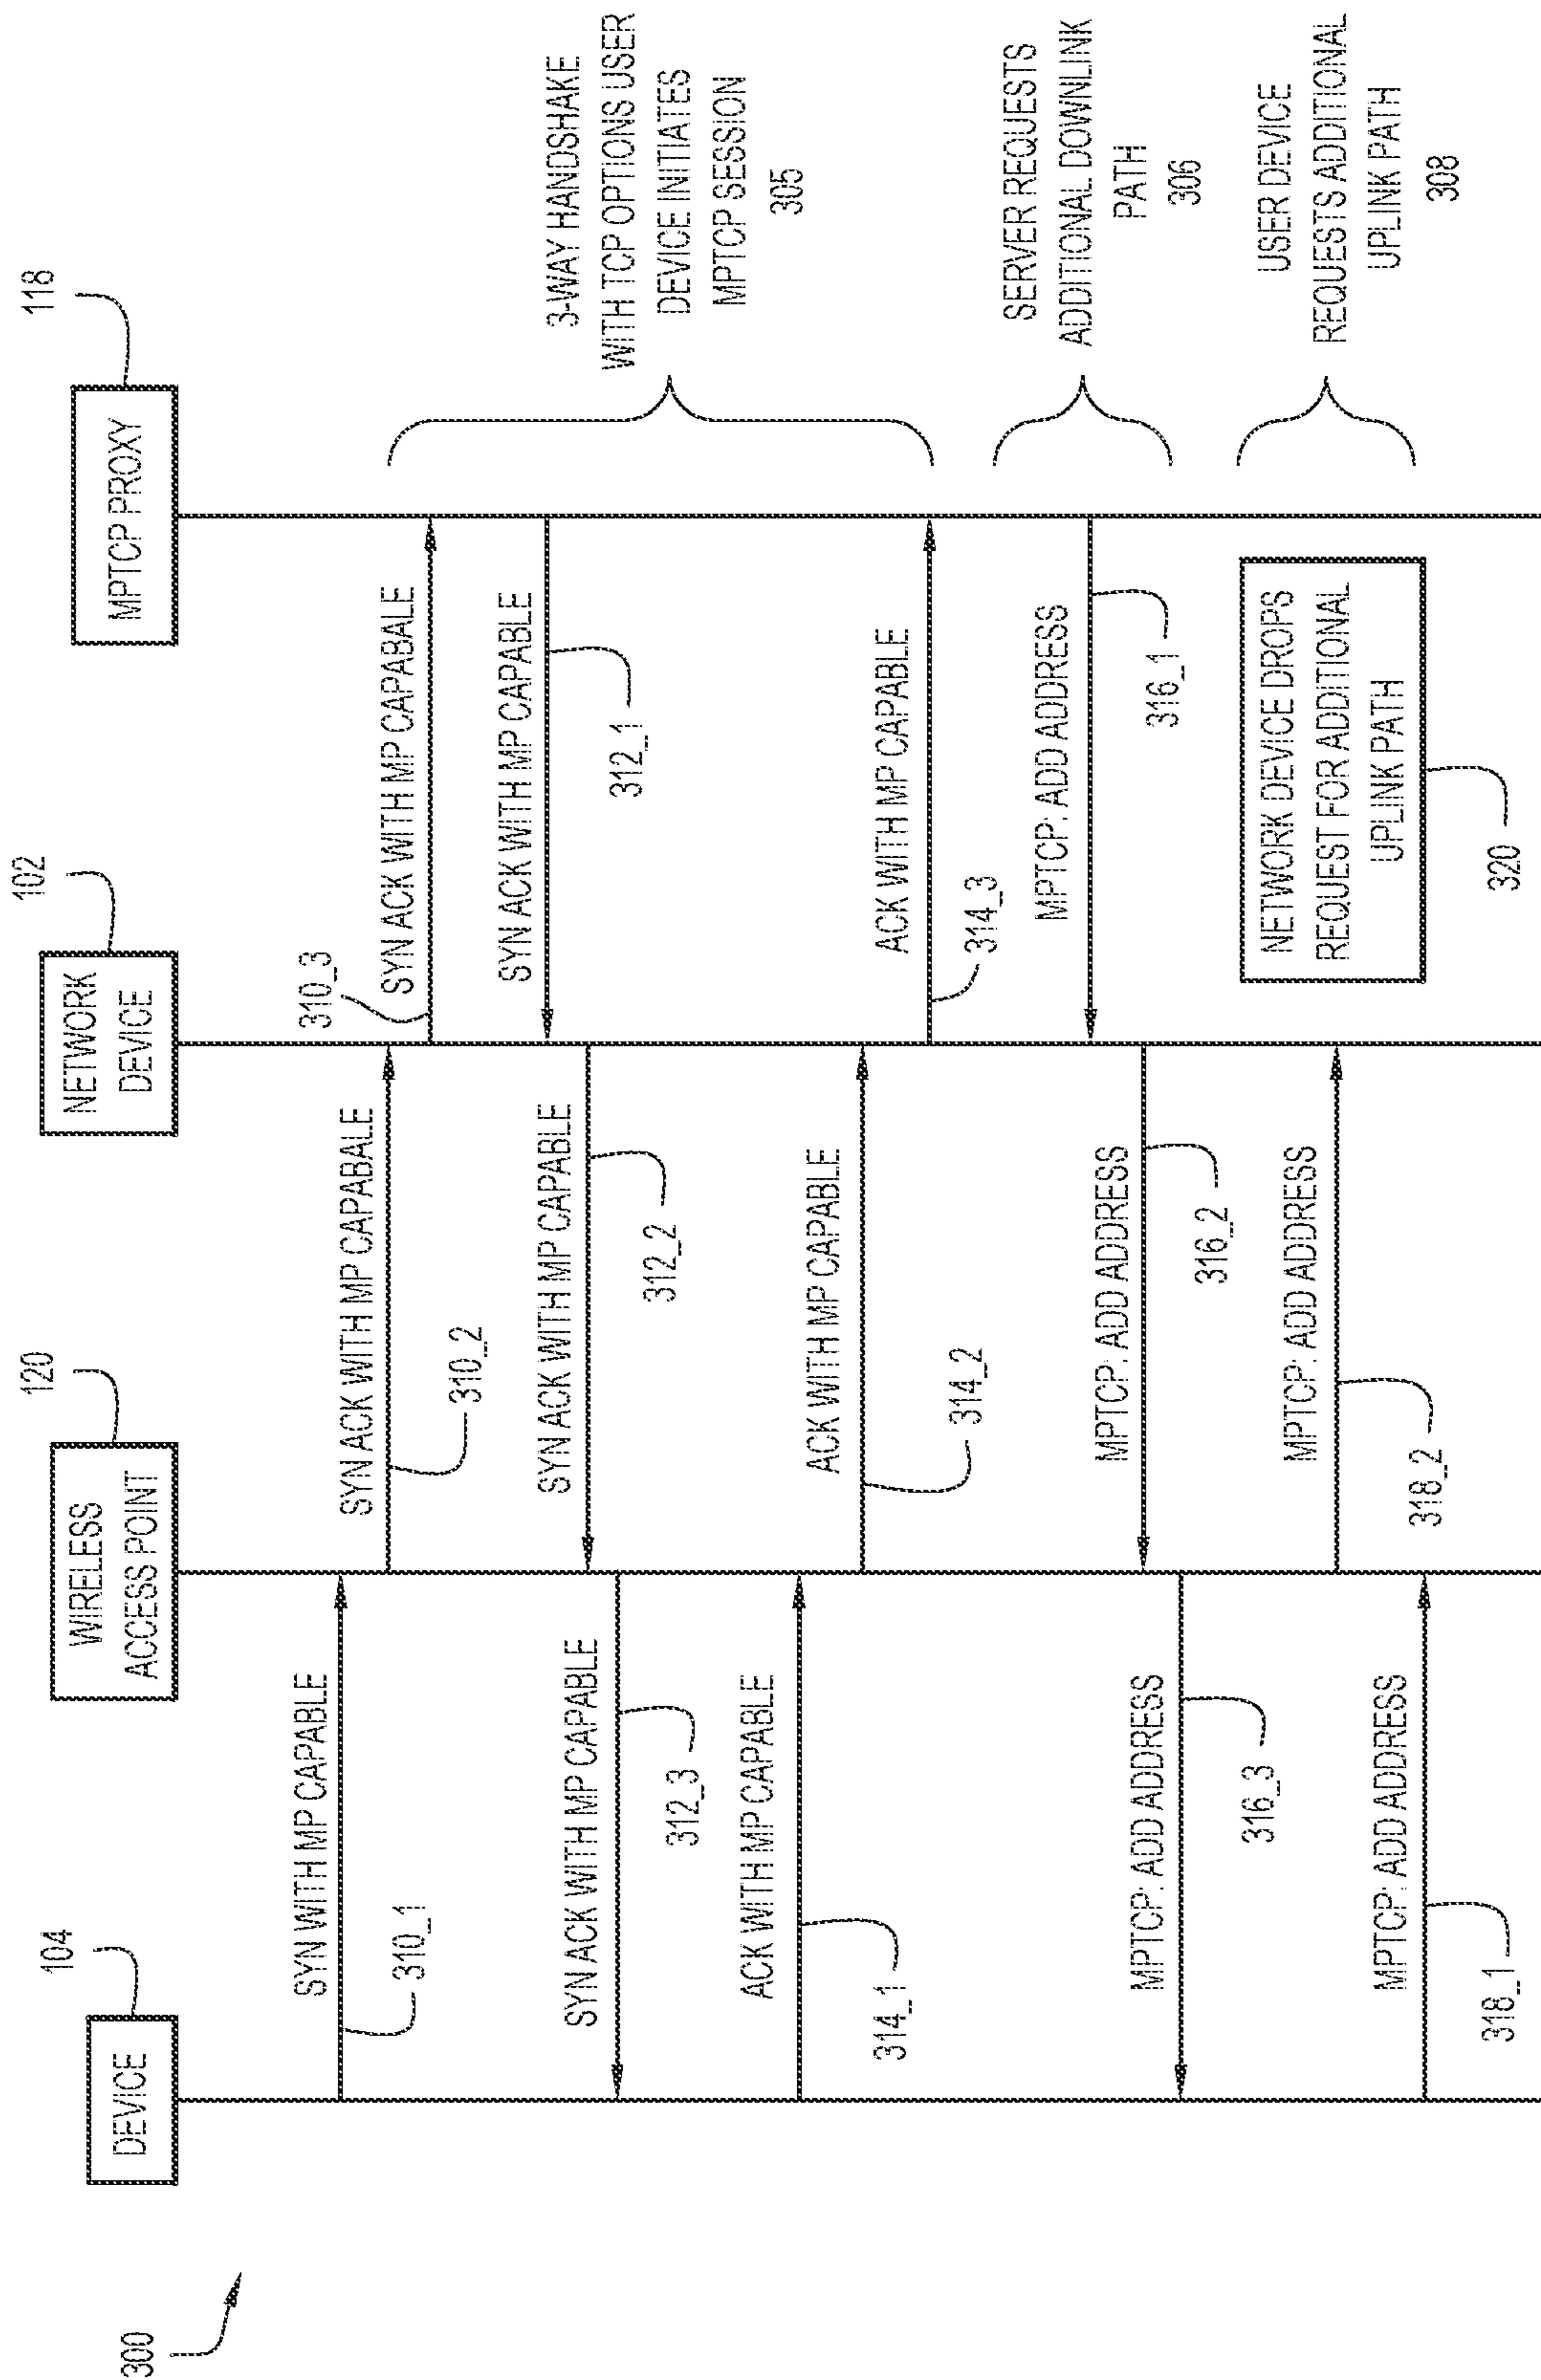 300
104
DEVICE
120
WIRELESS
ACCESS POINT
102
NETWORK
DEVICE
118
MPTCP PROXY
SYN WITH MP CAPABLE
310_1
SYN ACK WITH MP CAPABALE
310_2
310_3
SYN ACK WITH MP CAPABALE
SYN ACK WITH MP CAPABLE
312_1
SYN ACK WITH MP CAPABLE
312_2
SYN ACK WITH MP CAPABLE
312_3
ACK WITH MP CAPABLE
314_1
ACK WITH MP CAPABLE
314_2
ACK WITH MP CAPABLE
314_3
3-WAY HANDSHAKE
WITH TCP OPTIONS USER
DEVICE INITIATES
MPTCP SESSION
305
MPTCP: ADD ADDRESS
316_1
MPTCP: ADD ADDRESS
316_2
MPTCP: ADD ADDRESS
316_3
SERVER REQUESTS
ADDITIONAL DOWNLINK
PATH
306
MPTCP: ADD ADDRESS
318_1
MPTCP: ADD ADDRESS
318_2
NETWORK DEVICE DROPS
REQUEST FOR ADDITIONAL
UPLINK PATH
320
USER DEVICE
REQUESTS ADDITIONAL
UPLINK PATH
308